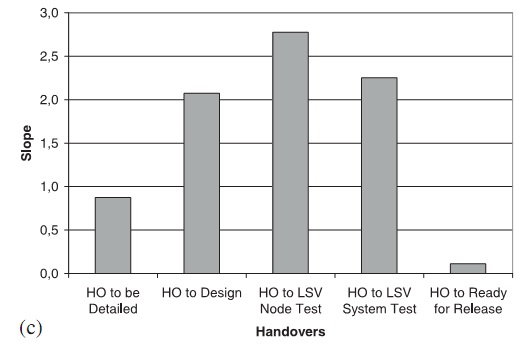 3,0
2,5
2,0
1,5
1,0
0,5
0,0
Slope
HO to be Detailed
HO to Design
HO to LSV Node Test
HO to LSV System Test
HO to Ready for Release
Handovers
(c)